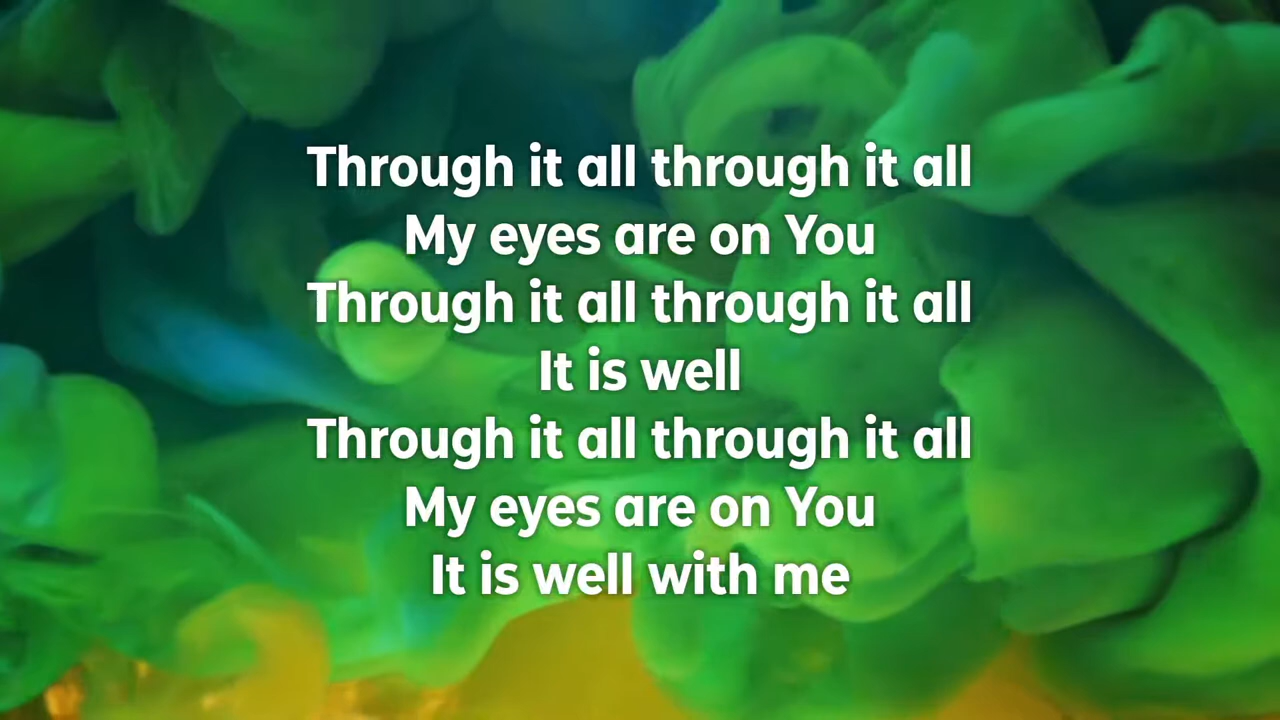 Through it all through it all
My eyes are on You
Through it all through it all
It is well
Through it all through it all
My eyes are on You
It is well with me